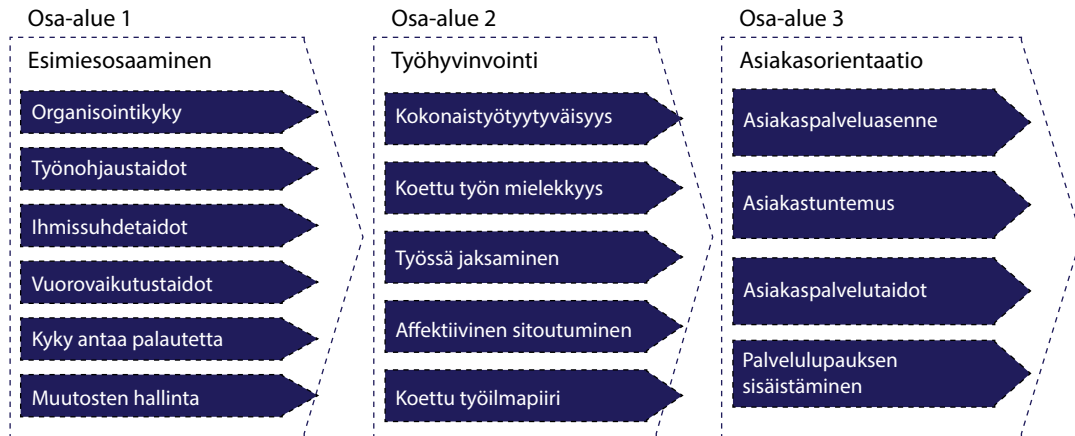 Osa-alue 1
Esimiesosaaminen
Organisointikyky
Työnohjaustaidot
Ihmissuhdetaidot
Vuorovaikutustaidot
Kyky antaa palautetta
Muutosten hallinta
Osa-alue 2
Työhyvinvointi
Kokonaistyötyytyväisyys
Koettu työn mielekkyys
Työssä jaksaminen
Affektiivinen sitoutuminen
Koettu työilmapiiri
Osa-alue 3
Asiakasorientaatio
Asiakaspalveluasenne
Asiakastuntemus
Asiakaspalvelutaidot
Palvelulupauksen
sisäistäminen